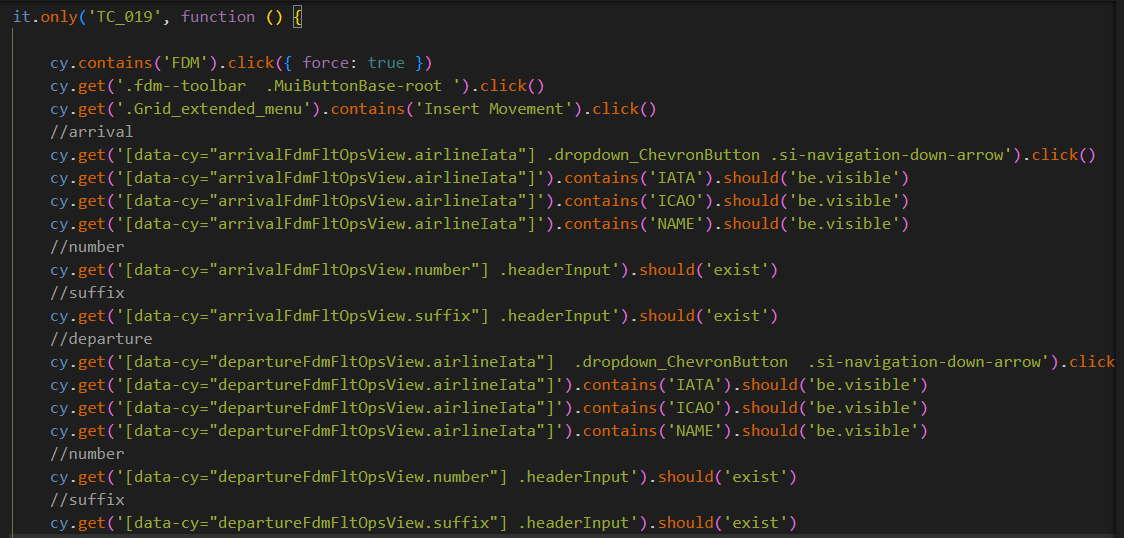 it.only('TC_019', function () {
cy.contains('FDM').click({ force: true })
cy.get('.fdm--toolbar  .MuiButtonBase-root ').click()
cy.get('.Grid_extended_menu').contains('Insert Movement').click()
//arrival
cy.get('[data-cy="arrivalFdmFltOpsView.airlineIata"] .dropdown_ChevronButton .si-navigation-down-arrow').click()
cy.get('[data-cy="arrivalFdmFltOpsView.airlineIata"]').contains('IATA').should('be.visible')
cy.get('[data-cy="arrivalFdmFltOpsView.airlineIata"]').contains('ICAO').should('be.visible')
cy.get('[data-cy="arrivalFdmFltOpsView.airlineIata"]').contains('NAME').should('be.visible')
//number
cy.get('[data-cy="arrivalFdmFltOpsView.number"] .headerInput').should('exist')
//suffix
cy.get('[data-cy="arrivalFdmFltOpsView.suffix"] .headerInput').should('exist')
//departure
cy.get('[data-cy="departureFdmFltOpsView.airlineIata"]  .dropdown_ChevronButton  .si-navigation-down-arrow').click
cy.get('[data-cy="departureFdmFltOpsView.airlineIata"]').contains('IATA').should('be.visible')
cy.get('[data-cy="departureFdmFltOpsView.airlineIata"]').contains('ICAO').should('be.visible')
cy.get('[data-cy="departureFdmFltOpsView.airlineIata"]').contains('NAME').should('be.visible')
//number
cy.get('[data-cy="departureFdmFltOpsView.number"] .headerInput').should('exist')
//suffix
cy.get('[data-cy="departureFdmFltOpsView.suffix"] .headerInput').should('exist')